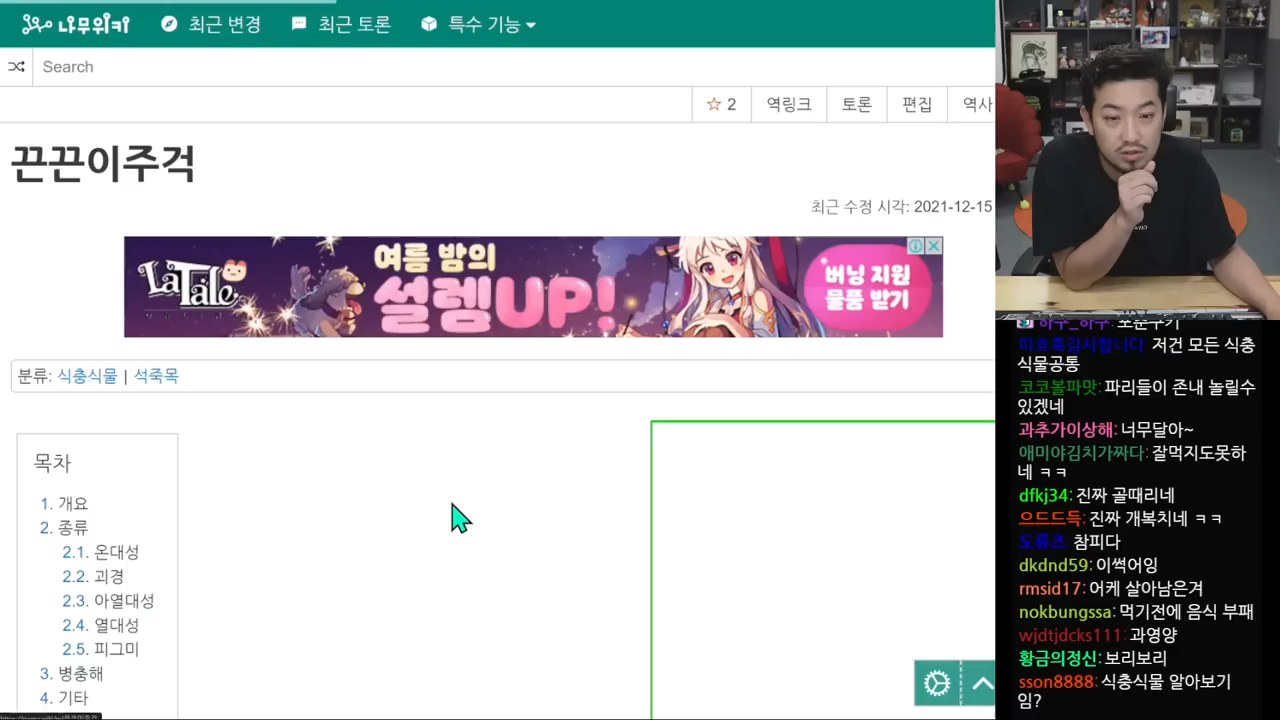 나무위키 최근 변경 최근 토론 특수 기능
Search
2 역링크 토론 편집 역사
끈끈이주걱
최근 수정 시각: 2021-12-15
LaTale
여름 밤의
설렘UP!
버닝 지원
물품 받기
분류: 식충식물 | 석죽목
목차
1. 개요
2. 종류
2.1. 온대성
2.2. 괴경
2.3. 아열대성
2.4. 열대성
2.5. 피그미
3. 병충해
4. 기타
저건 모든 식충
식물공통
코코볼파맛: 파리들이 존내 놀릴수
있겠네
과추가이상해: 너무달아~
애미야김치가짜다: 잘먹지도못하
네 ㅋㅋ
dfkj34: 진짜 골때리네
으드드득: 진짜 개복치네 ㅋㅋ
도류즈: 참피다
dkdnd59: 이썩어잉
rmsid17: 어케 살아남은겨
nokbungssa: 먹기전에 음식 부패
wjdtjdcks111: 과영양
황금의정신: 보리보리
sson8888: 식충식물 알아보기
임?